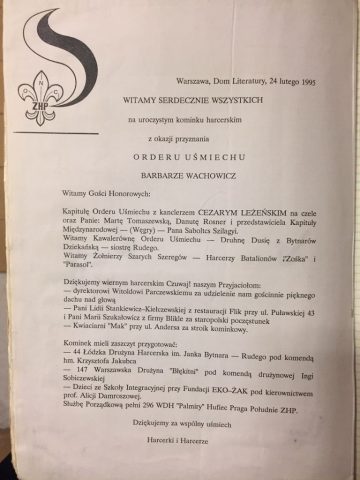 O N C
ZHP
Warszawa, Dom Literatury, 24 lutego 1995
WITAMY SERDECZNIE WSZYSTKICH
na uroczystym kominku harcerskim
z okazji przyznania
ORDERU UŚMIECHU
BARBARZE WACHOWICZ
Witamy Gości Honorowych:
Kapitułę Orderu Uśmiechu z kanclerzem CEZARYM LEŻEŃSKIM na czele
oraz Panie: Martę Tomaszewską, Danutę Rosner i przedstawiciela Kapituły
Międzynarodowej — (Węgry) — Pana Saboltcs Szilagyi.
Witamy Kawalerównę Orderu Uśmiechu — Druhnę Dusię z Bytnarów
Dziekańską — siostrę Rudego.
Witamy Żołnierzy Szarych Szeregów — Harcerzy Batalionów "Zośka" i
"Parasol".
Dziękujemy wiernym harcerskim Czuwaj! naszym Przyjaciołom:
— dyrektorowi Witoldowi Parczewskiemu za udzielenie nam gościnnie pięknego
dachu nad głową
— Pani Lidii Stankiewicz-Kiełczewskiej z restauracji Flik przy ul. Puławskiej 43
i Pani Marii Szukałowicz z firmy Blikle za staropolski poczęstunek
— Kwiaciarni "Mak" przy ul. Andersa za stroik kominkowy.
Kominek mieli zaszczyt przygotować:
— 44 Łódzka Drużyna Harcerska im. Janka Bytnara — Rudego pod komendą
hm. Krzysztofa Jakubca
— 147 Warszawska Drużyna "Błękitni" pod komendą drużynowej Ingi
Sobiczewskiej
— Dzieci ze Szkoły Integracyjnej przy Fundacji EKO-ŻAK pod kierownictwem
prof. Alicji Damroszowej.
Służbę Porządkową pełni 296 WDH "Palmiry" Hufiec Praga Południe ZHP.
Dziękujemy za wspólny uśmiech
Harcerki i Harcerze